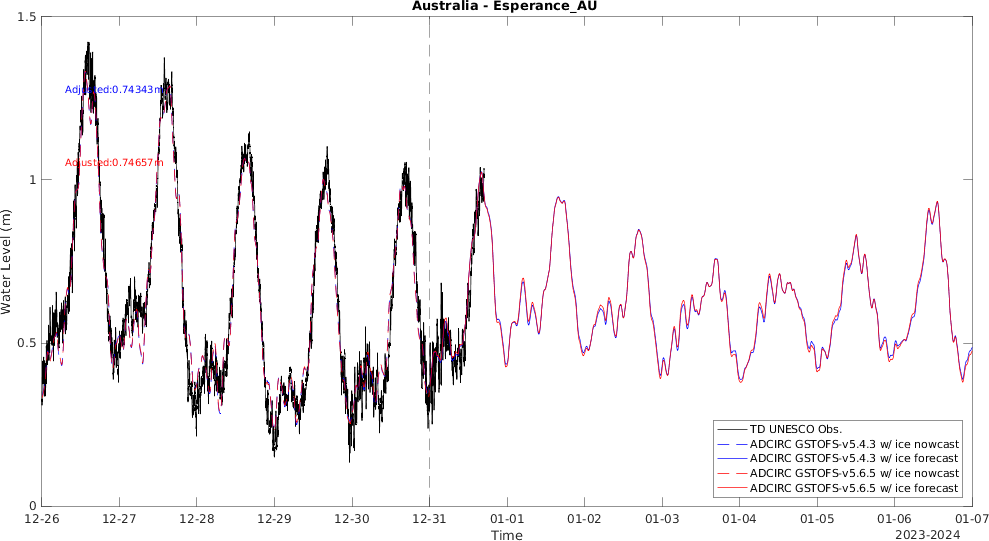 Australia - Esperance_AU
1.5
Adjusted:0.74343m
Adjusted:0.74657m
1
Water Level (m)
0.5
TD UNESCO Obs.
ADCIRC GSTOFS-v5.4.3 w/ ice nowcast
ADCIRC GSTOFS-v5.4.3 w/ ice forecast
ADCIRC GSTOFS-v5.6.5 w/ ice nowcast
ADCIRC GSTOFS-v5.6.5 w/ ice forecast
0
12-26 12-27 12-28 12-29 12-30 12-31 01-01 01-02 01-03 01-04 01-05 01-06 01-07
Time
2023-2024